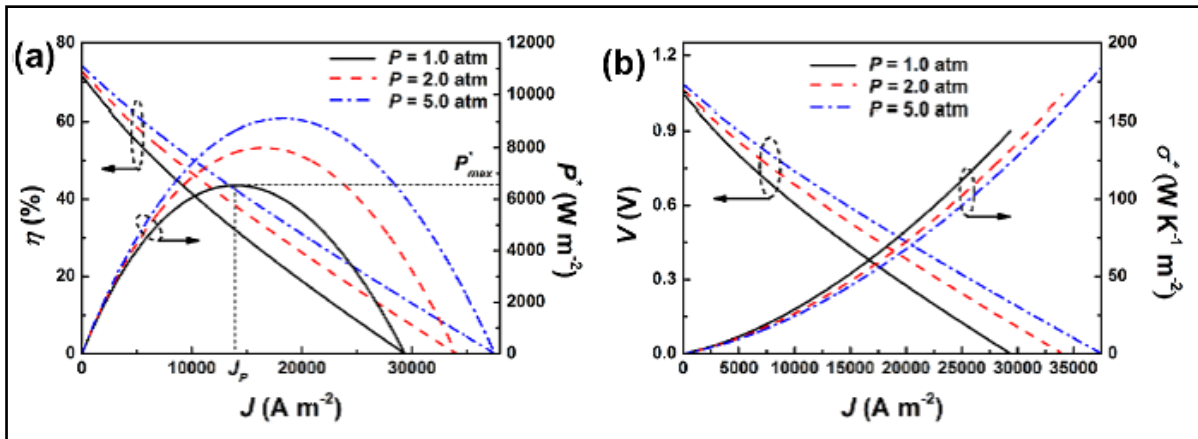 (a)
80
60
40
20
0
η (%)
12000
10000
8000
6000
4000
2000
0
P* (W m-2)
P = 1.0 atm
P = 2.0 atm
P = 5.0 atm
P*max
0
10000
20000
30000
JP
J (A m-2)
(b)
1.2
0.9
0.6
0.3
0.0
V (V)
200
150
100
50
0
σ* (W K-1 m-2)
P = 1.0 atm
P = 2.0 atm
P = 5.0 atm
0 5000 10000 15000 20000 25000 30000 35000
J (A m-2)